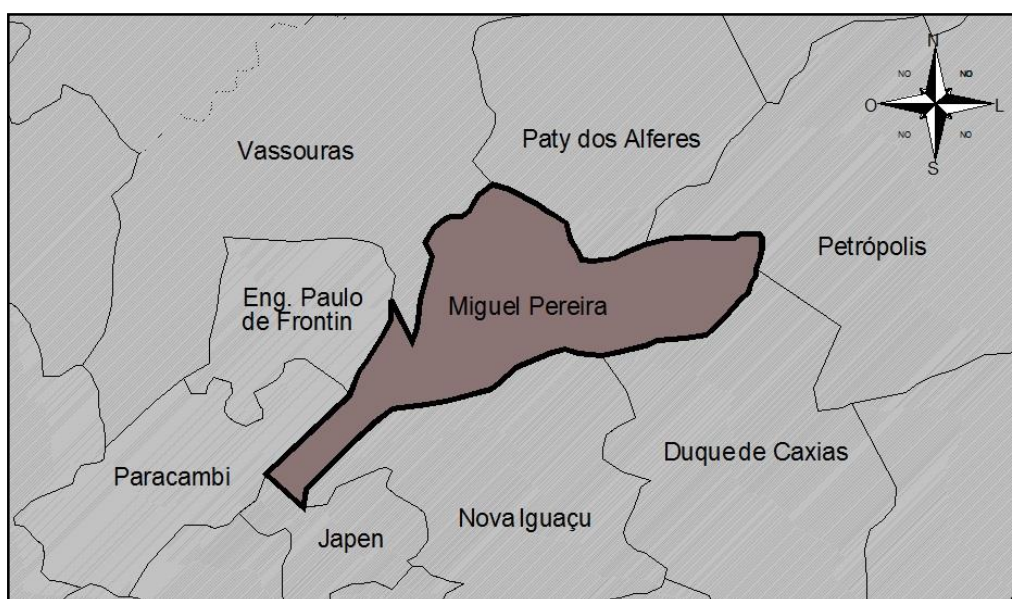 N
NO
NO
O
L
NO
NO
S
Vassouras
Paty dos Alferes
Petrópolis
Eng. Paulo
de Frontin
Miguel Pereira
Paracambi
Duque de Caxias
Nova Iguaçu
Japen